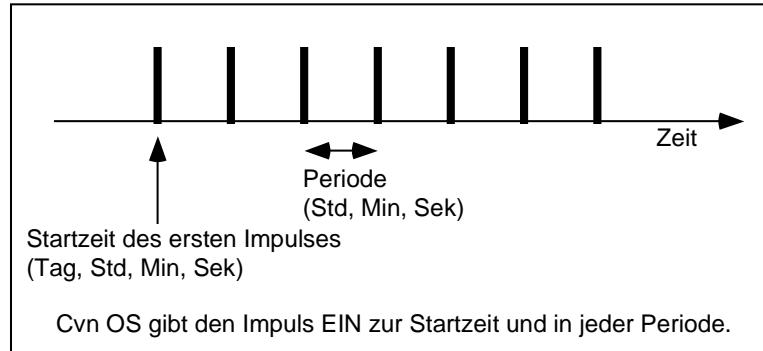 Zeit
Periode
(Std, Min, Sek)
Startzeit des ersten Impulses
(Tag, Std, Min, Sek)
Cvn OS gibt den Impuls EIN zur Startzeit und in jeder Periode.